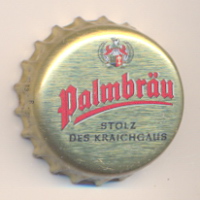 Palmbräu
STOLZ
DES KRAICHGAUS